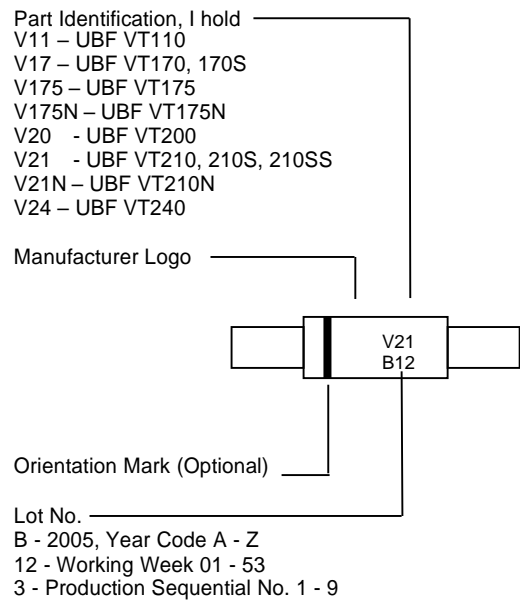 Part Identification, I hold
V11 – UBF VT110
V17 – UBF VT170, 170S
V175 – UBF VT175
V175N – UBF VT175N
V20 - UBF VT200
V21 - UBF VT210, 210S, 210SS
V21N – UBF VT210N
V24 – UBF VT240
Manufacturer Logo
V21
B12
Orientation Mark (Optional)
Lot No.
B - 2005, Year Code A - Z
12 - Working Week 01 - 53
3 - Production Sequential No. 1 - 9